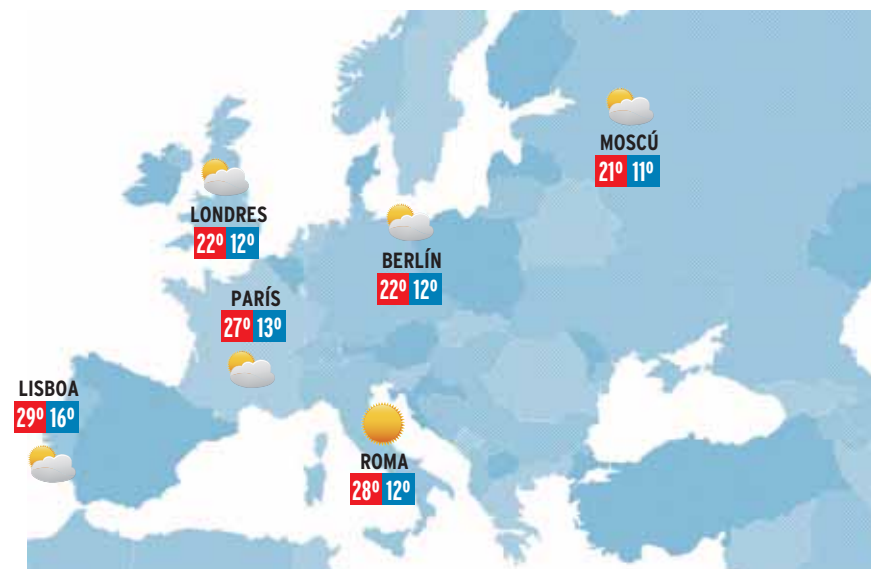 MOSCÚ
21º 11º
LONDRES
22º 12º
BERLÍN
22º 12º
PARÍS
27º 13º
LISBOA
29º 16º
ROMA
28º 12º